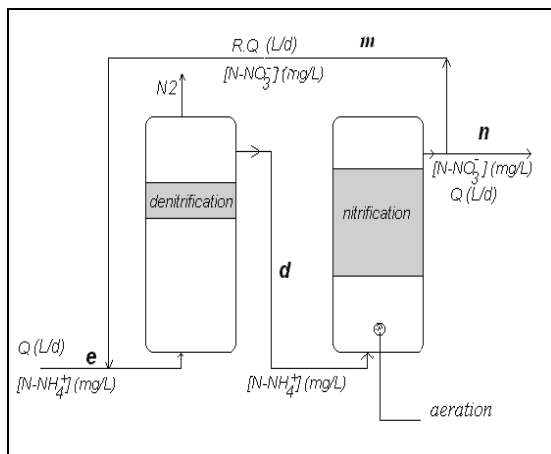 R.Q (L/d)
m
[N-NO3-] (mg/L)
N2
n
[N-NO3-] (mg/L)
Q (L/d)
denitrification
nitrification
d
Q (L/d)
e
[N-NH4+] (mg/L)
[N-NH4+] (mg/L)
aeration